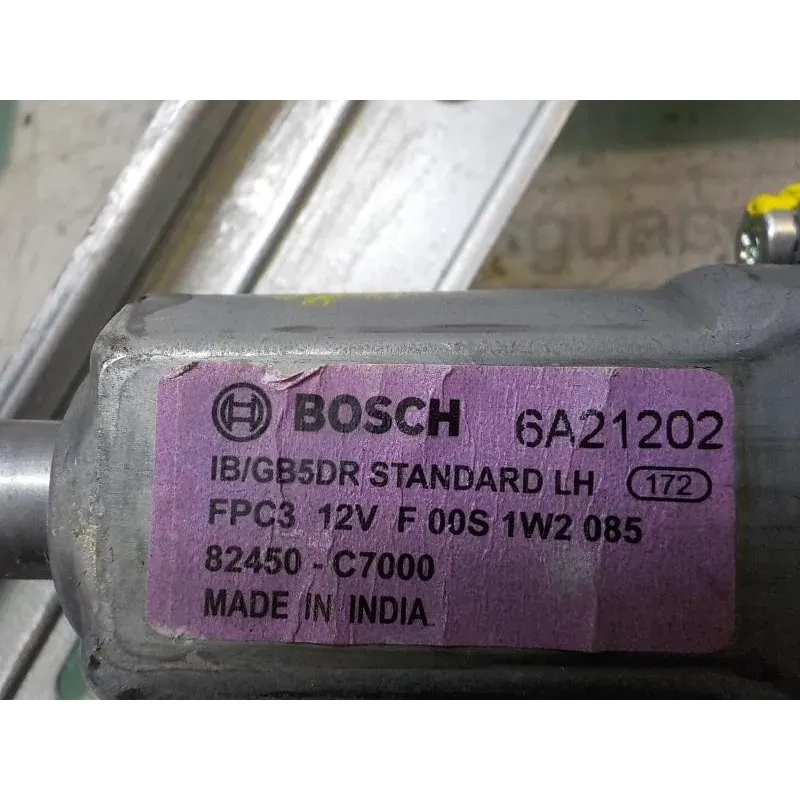 BOSCH 6A21202
IB/GB5DR STANDARD LH 172
FPC3 12V F 00S 1W2 085
82450 - C7000
MADE IN INDIA